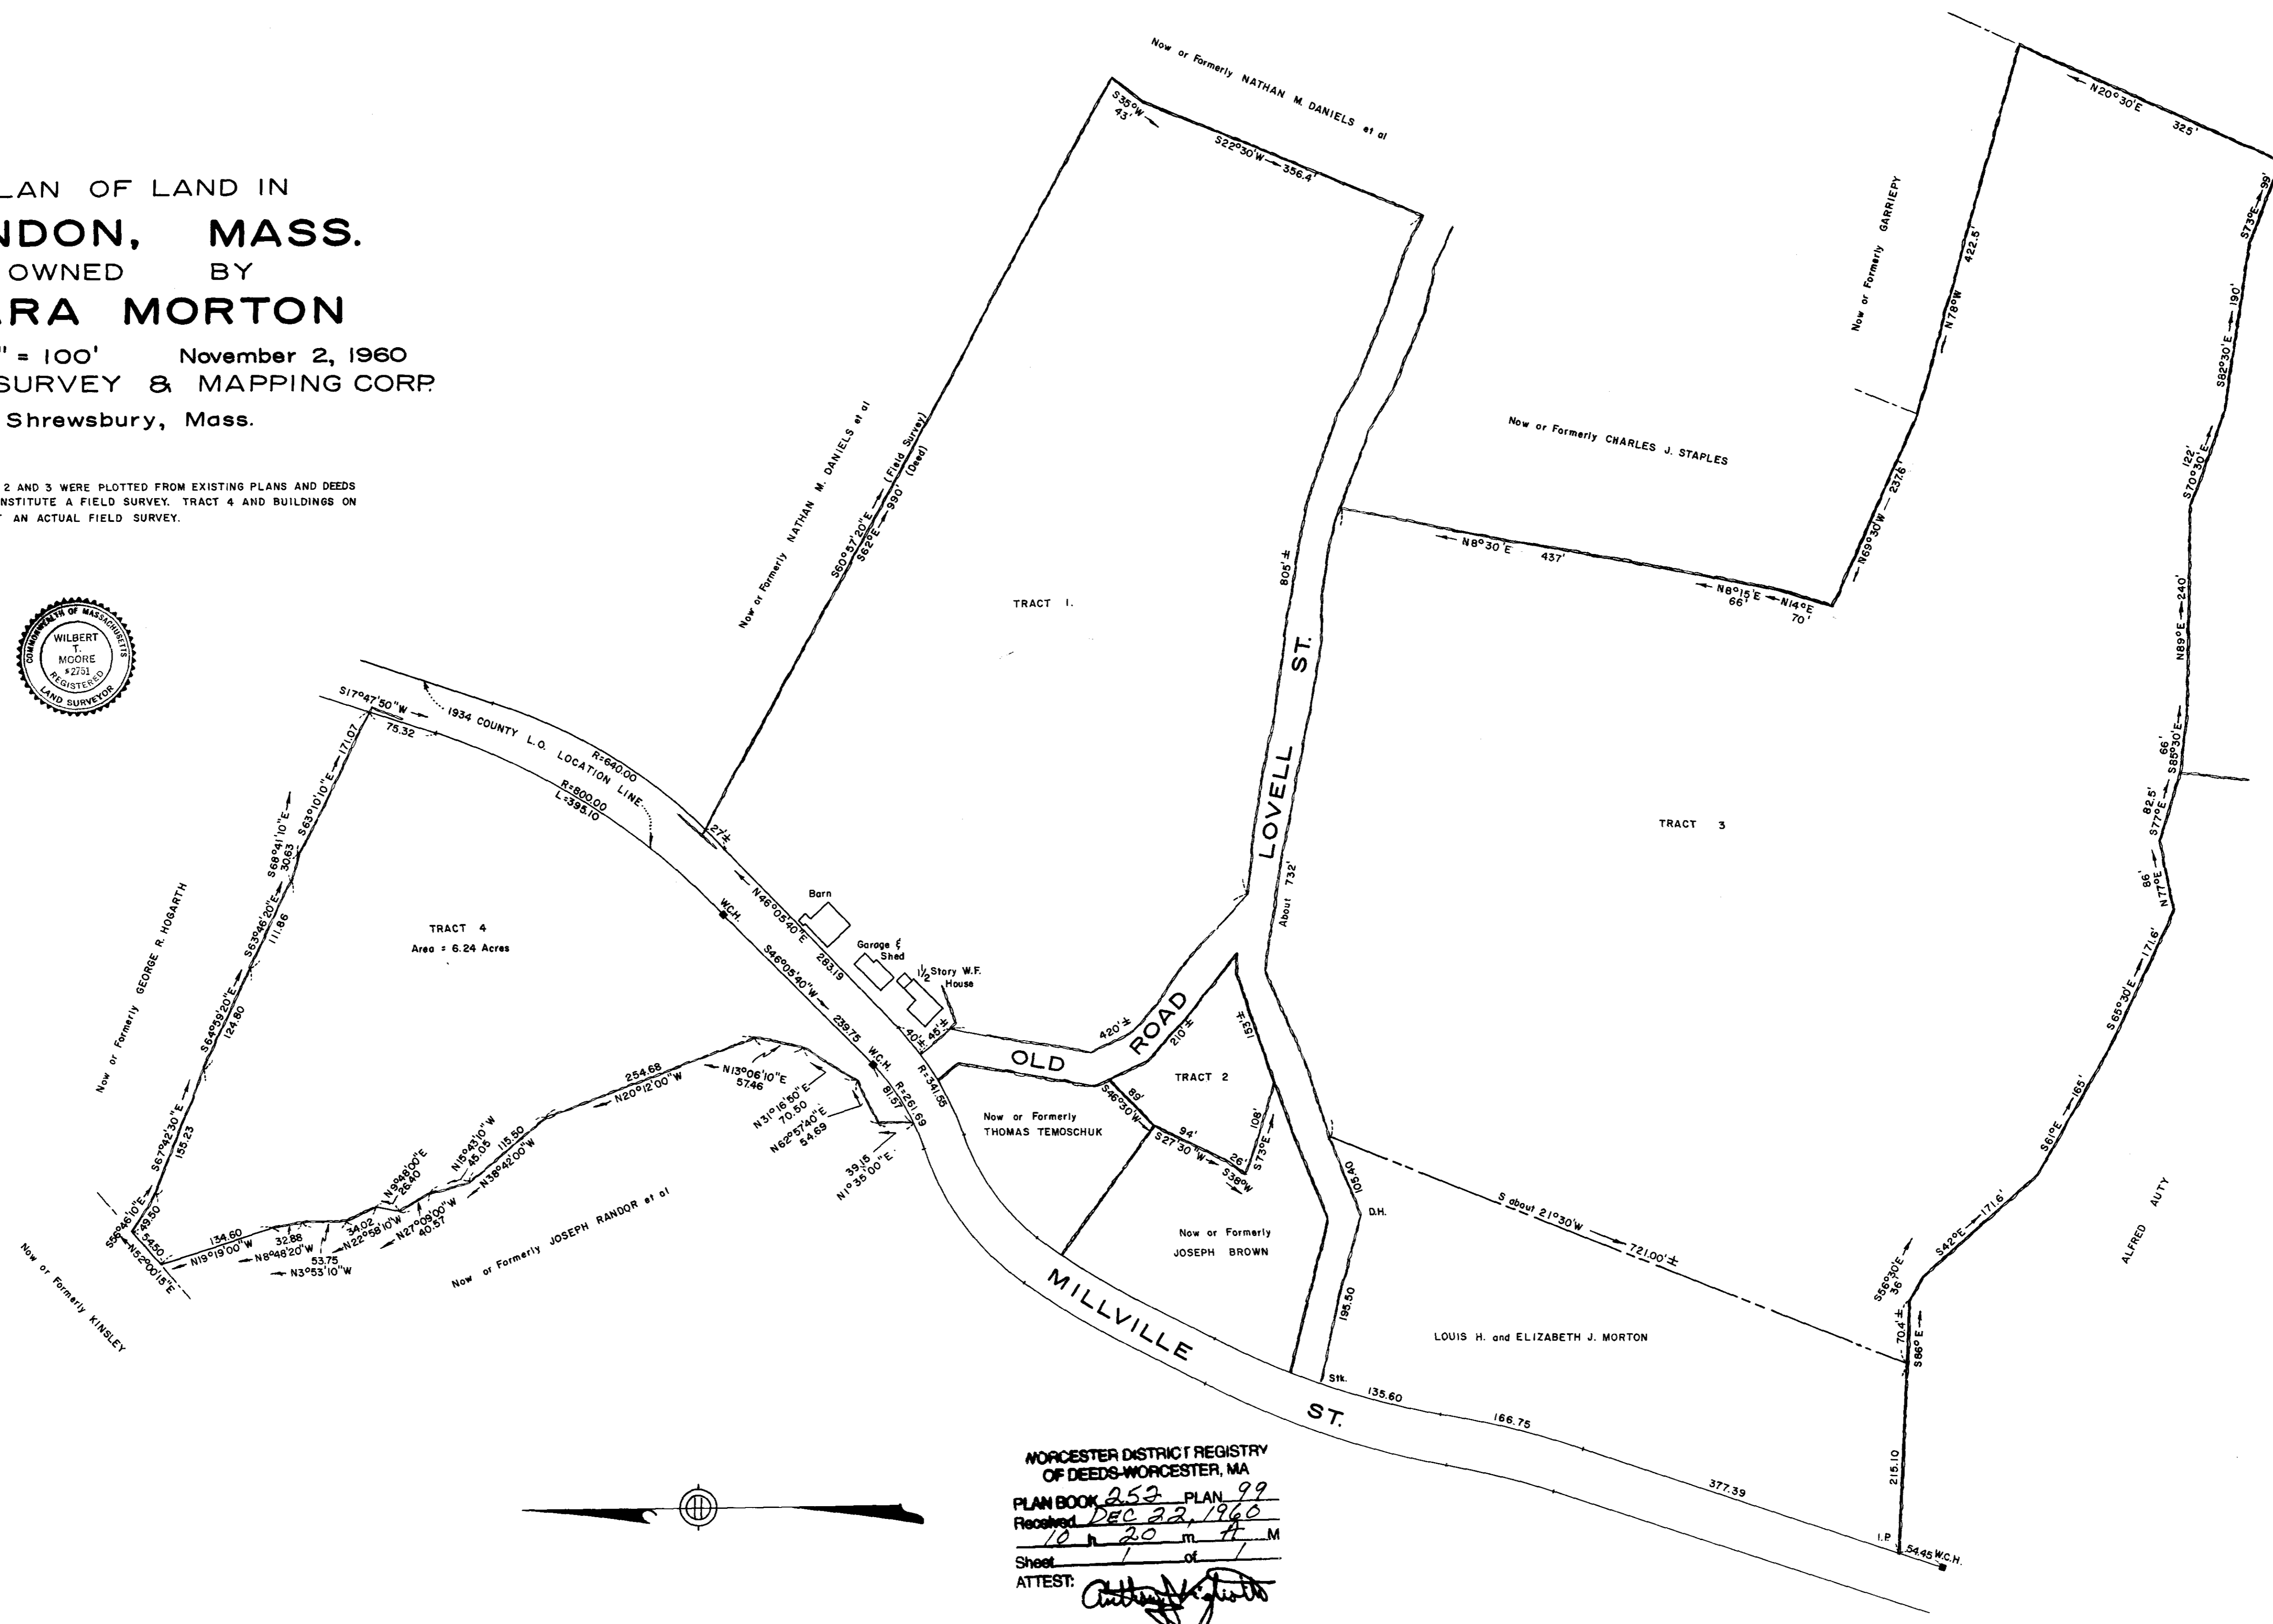 LAN OF LAND IN
NDON, MASS.
OWNED BY
ARA MORTON
" = 100' November 2, 1960
SURVEY & MAPPING CORP.
Shrewsbury, Mass.
2 AND 3 WERE PLOTTED FROM EXISTING PLANS AND DEEDS
NSTITUTE A FIELD SURVEY. TRACT 4 AND BUILDINGS ON
T AN ACTUAL FIELD SURVEY.
COMMONWEALTH OF MASSACHUSETTS
WILBERT
T.
MOORE
#2751
REGISTERED
LAND SURVEYOR
Now or Formerly NATHAN M. DANIELS et al
S35°W
43'
S22°30'W 356.4'
Now or Formerly NATHAN M. DANIELS et al
S60°57'20"E (Field Survey)
S62°E 990' (Deed)
TRACT 1.
805'±
LOVELL ST.
About 732'
Now or Formerly CHARLES J. STAPLES
Now or Formerly GARRIEPY
N20°30'E
325'
N78°W 422.5'
N69°30'W 237.6'
N8°30'E 437'
N8°15'E
66'
N14°E
70'
S73°E 99'
S82°30'E 190'
122'
S70°30'E
N89°E 240'
66'
S85°30'E
82.5'
S77°E
86'
N77°E
S65°30'E 171.6'
S61°E 165'
S42°E 171.6'
S56°30'E
36'
70.4'±
S86°E
215.10
TRACT 3
ALFRED AUTY
S17°47'50"W
75.32
1934 COUNTY L.O. LOCATION LINE
R=640.00
R=800.00
L=395.10
27'±
N46°05'40"E
283.19
Barn
Garage &
Shed
1 1/2 Story W.F.
House
W.C.H.
S46°05'40"W
239.75
W.C.H.
40'±
45'±
R=341.55
R=261.69
81.57
OLD ROAD
420'±
210'±
153'±
TRACT 2
89'
S46°30'W
94'
S27°30'W
26'
S38°W
108'
S73°E
Now or Formerly
THOMAS TEMOSCHUK
Now or Formerly
JOSEPH BROWN
105.40
D.H.
195.50
S about 21°30'W 721.00'±
LOUIS H. and ELIZABETH J. MORTON
MILLVILLE ST.
Stk.
135.60
166.75
377.39
I.P.
54.45 W.C.H.
TRACT 4
Area = 6.24 Acres
Now or Formerly GEORGE R. HOGARTH
S63°10'10"E 171.07
S68°41'10"E
30.63
S63°46'20"E
111.86
S64°59'20"E
124.80
S67°42'30"E
155.23
S56°46'10"E
49.50
54.50
N52°00'15"E
134.60
N19°19'00"W
32.88
N8°48'20"W
53.75
N3°53'10"W
34.02
N22°58'10"W
N9°48'00"E
26.40
N27°09'00"W
40.57
N15°43'10"W
45.05
115.50
N38°42'00"W
254.68
N20°12'00"W
N13°06'10"E
57.46
N31°16'50"E
70.50
N62°57'40"E
54.69
39.15
N1°35'00"E
Now or Formerly KINSLEY
Now or Formerly JOSEPH RANDOR et al
WORCESTER DISTRICT REGISTRY
OF DEEDS-WORCESTER, MA
PLAN BOOK 252 PLAN 99
Received DEC 22, 1960
10 h 20 m A M
Sheet 1 of 1
ATTEST: